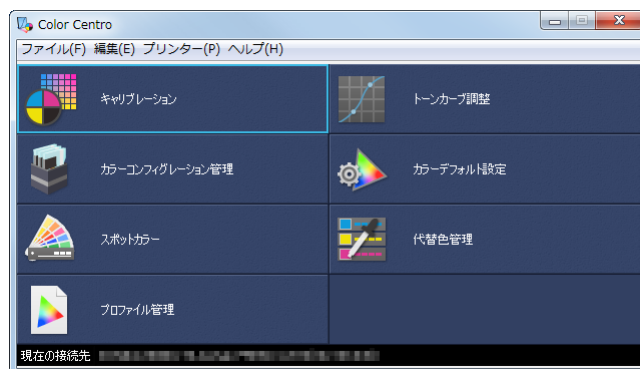 Color Centro
ファイル(F) 編集(E) プリンター(P) ヘルプ(H)
キャリブレーション
トーンカーブ調整
カラーコンフィグレーション管理
カラーデフォルト設定
スポットカラー
代替色管理
プロファイル管理
現在の接続先